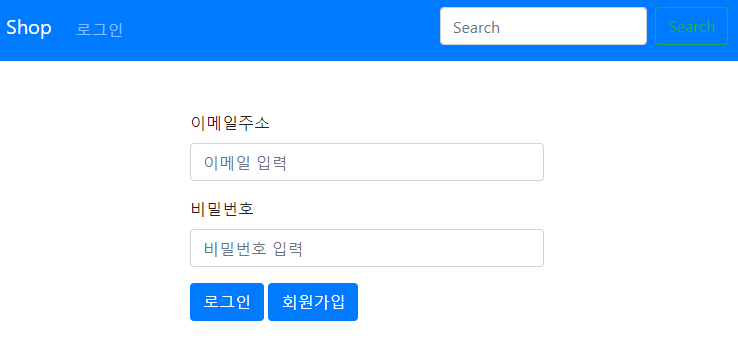 Shop 로그인 Search Search
이메일주소
이메일 입력
비밀번호
비밀번호 입력
로그인 회원가입